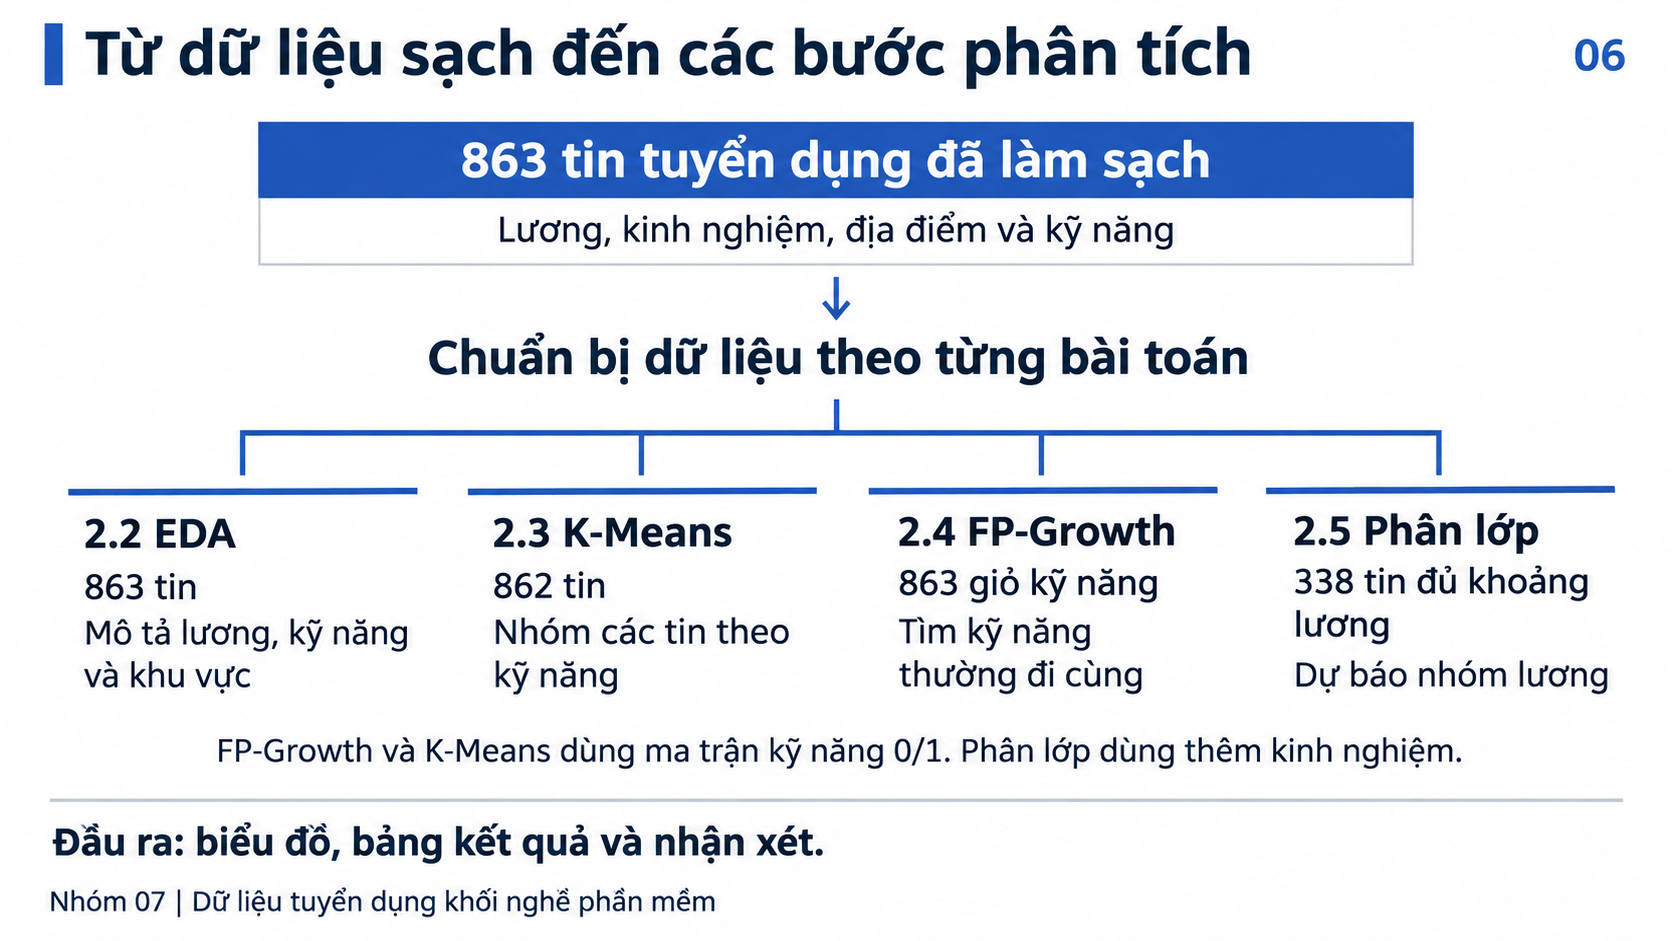 Từ dữ liệu sạch đến các bước phân tích
06
863 tin tuyển dụng đã làm sạch
Lương, kinh nghiệm, địa điểm và kỹ năng
Chuẩn bị dữ liệu theo từng bài toán
2.2 EDA
863 tin
Mô tả lương, kỹ năng
và khu vực
2.3 K-Means
862 tin
Nhóm các tin theo
kỹ năng
2.4 FP-Growth
863 giỏ kỹ năng
Tìm kỹ năng
thường đi cùng
2.5 Phân lớp
338 tin đủ khoảng
lương
Dự báo nhóm lương
FP-Growth và K-Means dùng ma trận kỹ năng 0/1. Phân lớp dùng thêm kinh nghiệm.
Đầu ra: biểu đồ, bảng kết quả và nhận xét.
Nhóm 07 | Dữ liệu tuyển dụng khối nghề phần mềm